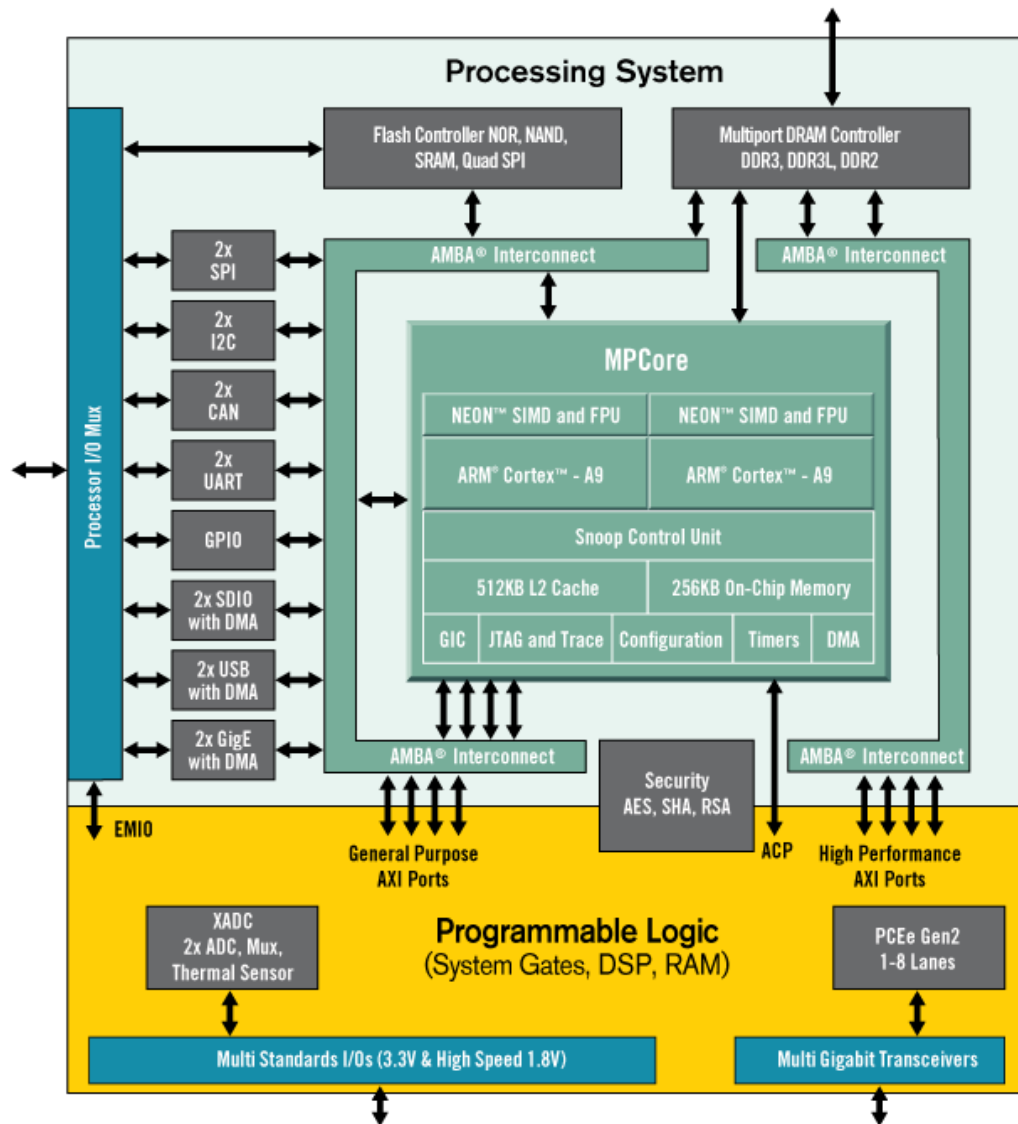 Processing System
Flash Controller NOR, NAND,
SRAM, Quad SPI
Multiport DRAM Controller
DDR3, DDR3L, DDR2
Processor I/O Mux
2x
SPI
2x
I2C
2x
CAN
2x
UART
GPIO
2x SDIO
with DMA
2x USB
with DMA
2x GigE
with DMA
AMBA® Interconnect
AMBA® Interconnect
MPCore
NEON™ SIMD and FPU
NEON™ SIMD and FPU
ARM® Cortex™ - A9
ARM® Cortex™ - A9
Snoop Control Unit
512KB L2 Cache
256KB On-Chip Memory
GIC
JTAG and Trace
Configuration
Timers
DMA
AMBA® Interconnect
AMBA® Interconnect
Security
AES, SHA, RSA
EMIO
General Purpose
AXI Ports
ACP
High Performance
AXI Ports
XADC
2x ADC, Mux,
Thermal Sensor
Programmable Logic
(System Gates, DSP, RAM)
PCEe Gen2
1-8 Lanes
Multi Standards I/Os (3.3V & High Speed 1.8V)
Multi Gigabit Transceivers